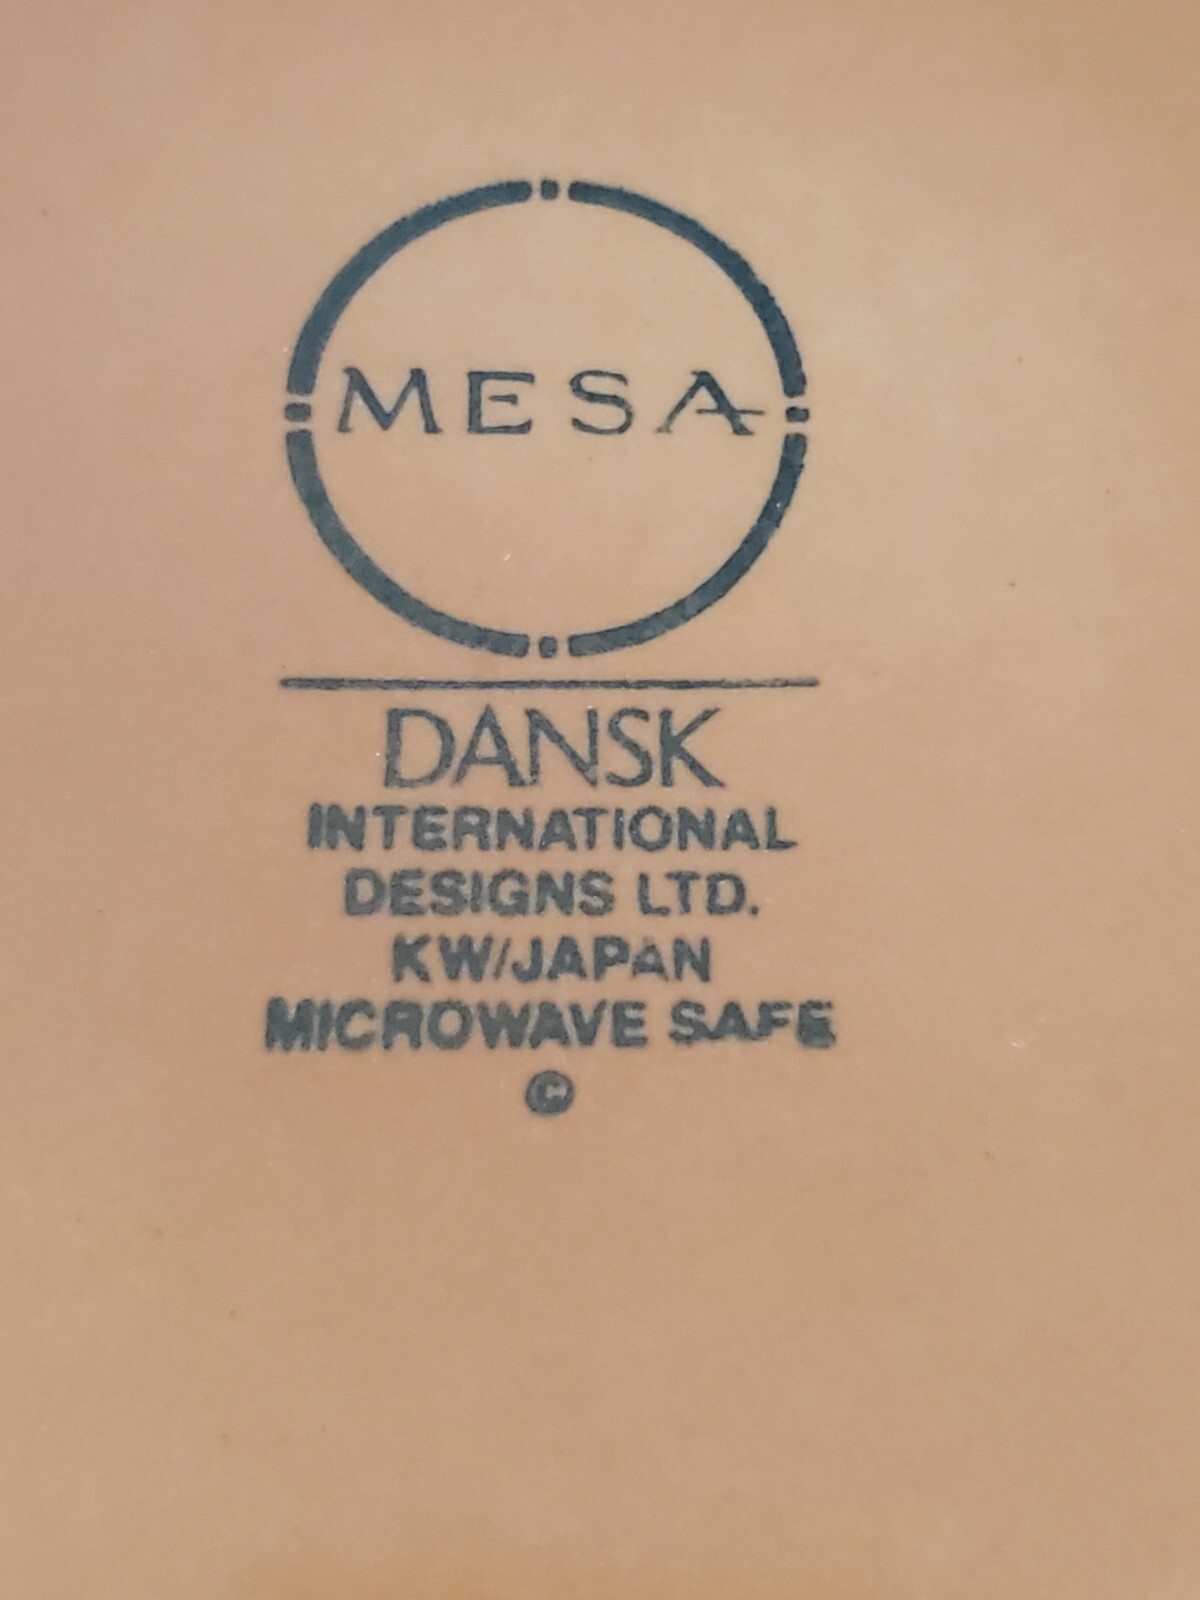 MESA
DANSK
INTERNATIONAL
DESIGNS LTD.
KW/JAPAN
MICROWAVE SAFE
©